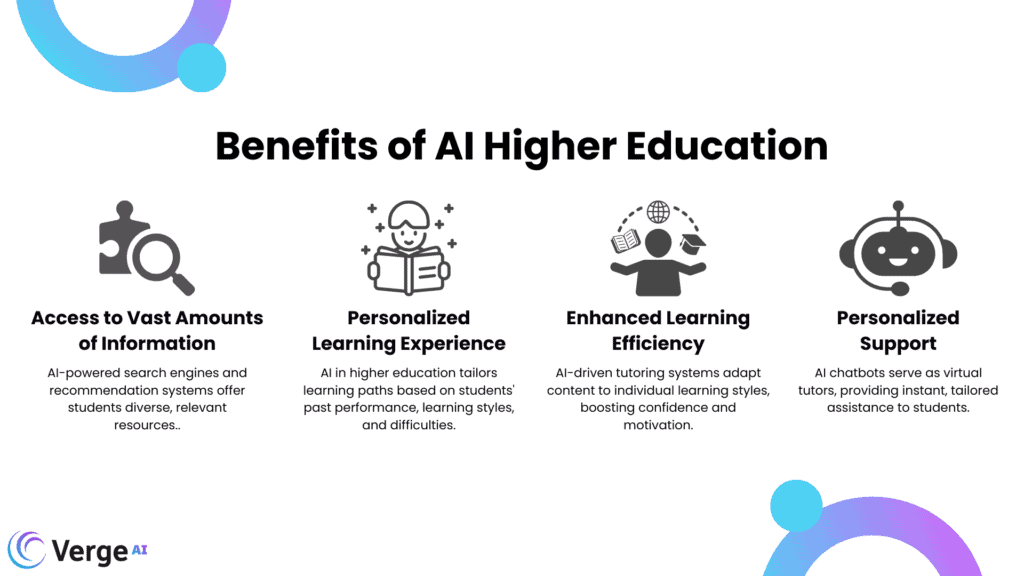 Benefits of AI Higher Education
Access to Vast Amounts
of Information
AI-powered search engines and
recommendation systems offer
students diverse, relevant
resources..
Personalized
Learning Experience
AI in higher education tailors
learning paths based on students'
past performance, learning styles,
and difficulties.
Enhanced Learning
Efficiency
AI-driven tutoring systems adapt
content to individual learning styles,
boosting confidence and
motivation.
Personalized
Support
AI chatbots serve as virtual
tutors, providing instant, tailored
assistance to students.
Verge AI